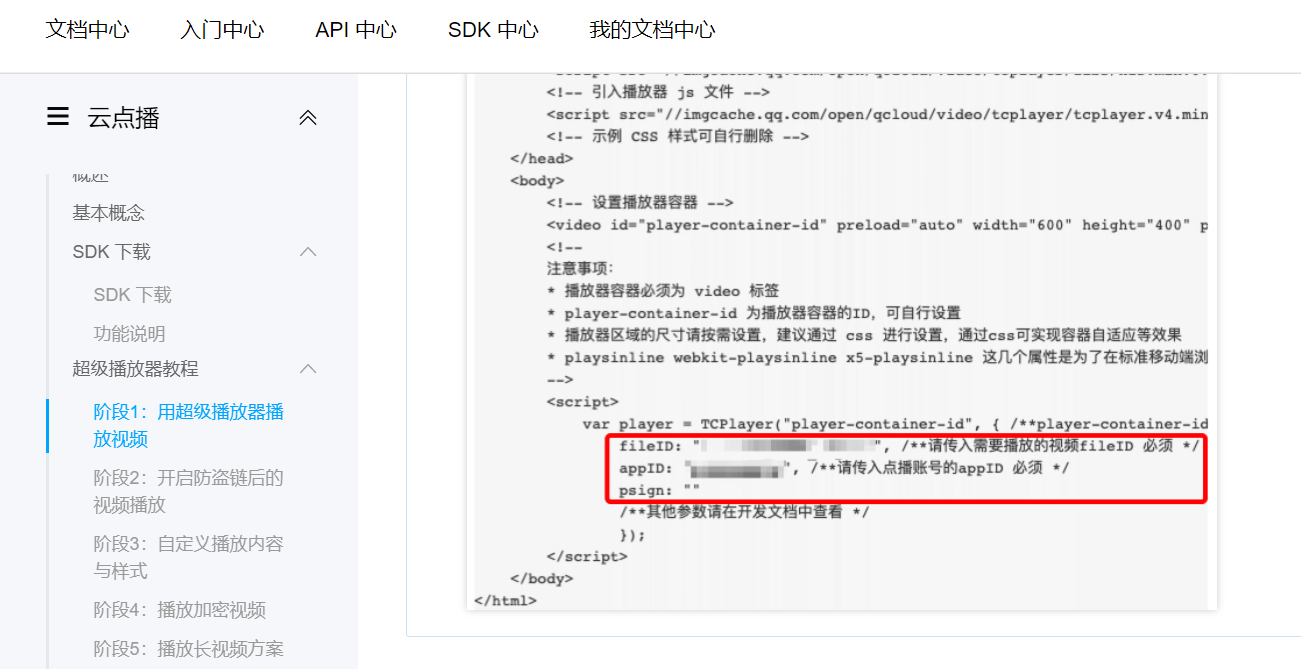 文档中心 入门中心 API 中心 SDK 中心 我的文档中心
云点播
概述
基本概念
SDK 下载
SDK 下载
功能说明
超级播放器教程
阶段1：用超级播放器播
放视频
阶段2：开启防盗链后的
视频播放
阶段3：自定义播放内容
与样式
阶段4：播放加密视频
阶段5：播放长视频方案
<!-- 引入播放器 js 文件 -->
<script src="//imgcache.qq.com/open/qcloud/video/tcplayer/tcplayer.v4.min
<!-- 示例 CSS 样式可自行删除 -->
</head>
<body>
<!-- 设置播放器容器 -->
<video id="player-container-id" preload="auto" width="600" height="400" p
<!--
注意事项：
* 播放器容器必须为 video 标签
* player-container-id 为播放器容器的ID，可自行设置
* 播放器区域的尺寸请按需设置，建议通过 css 进行设置，通过css可实现容器自适应等效果
* playsinline webkit-playsinline x5-playsinline 这几个属性是为了在标准移动端浏
-->
<script>
var player = TCPlayer("player-container-id", { /**player-container-id
fileID: " ", /**请传入需要播放的视频fileID 必须 */
appID: " ", /**请传入点播账号的appID 必须 */
psign: ""
/**其他参数请在开发文档中查看 */
});
</script>
</body>
</html>